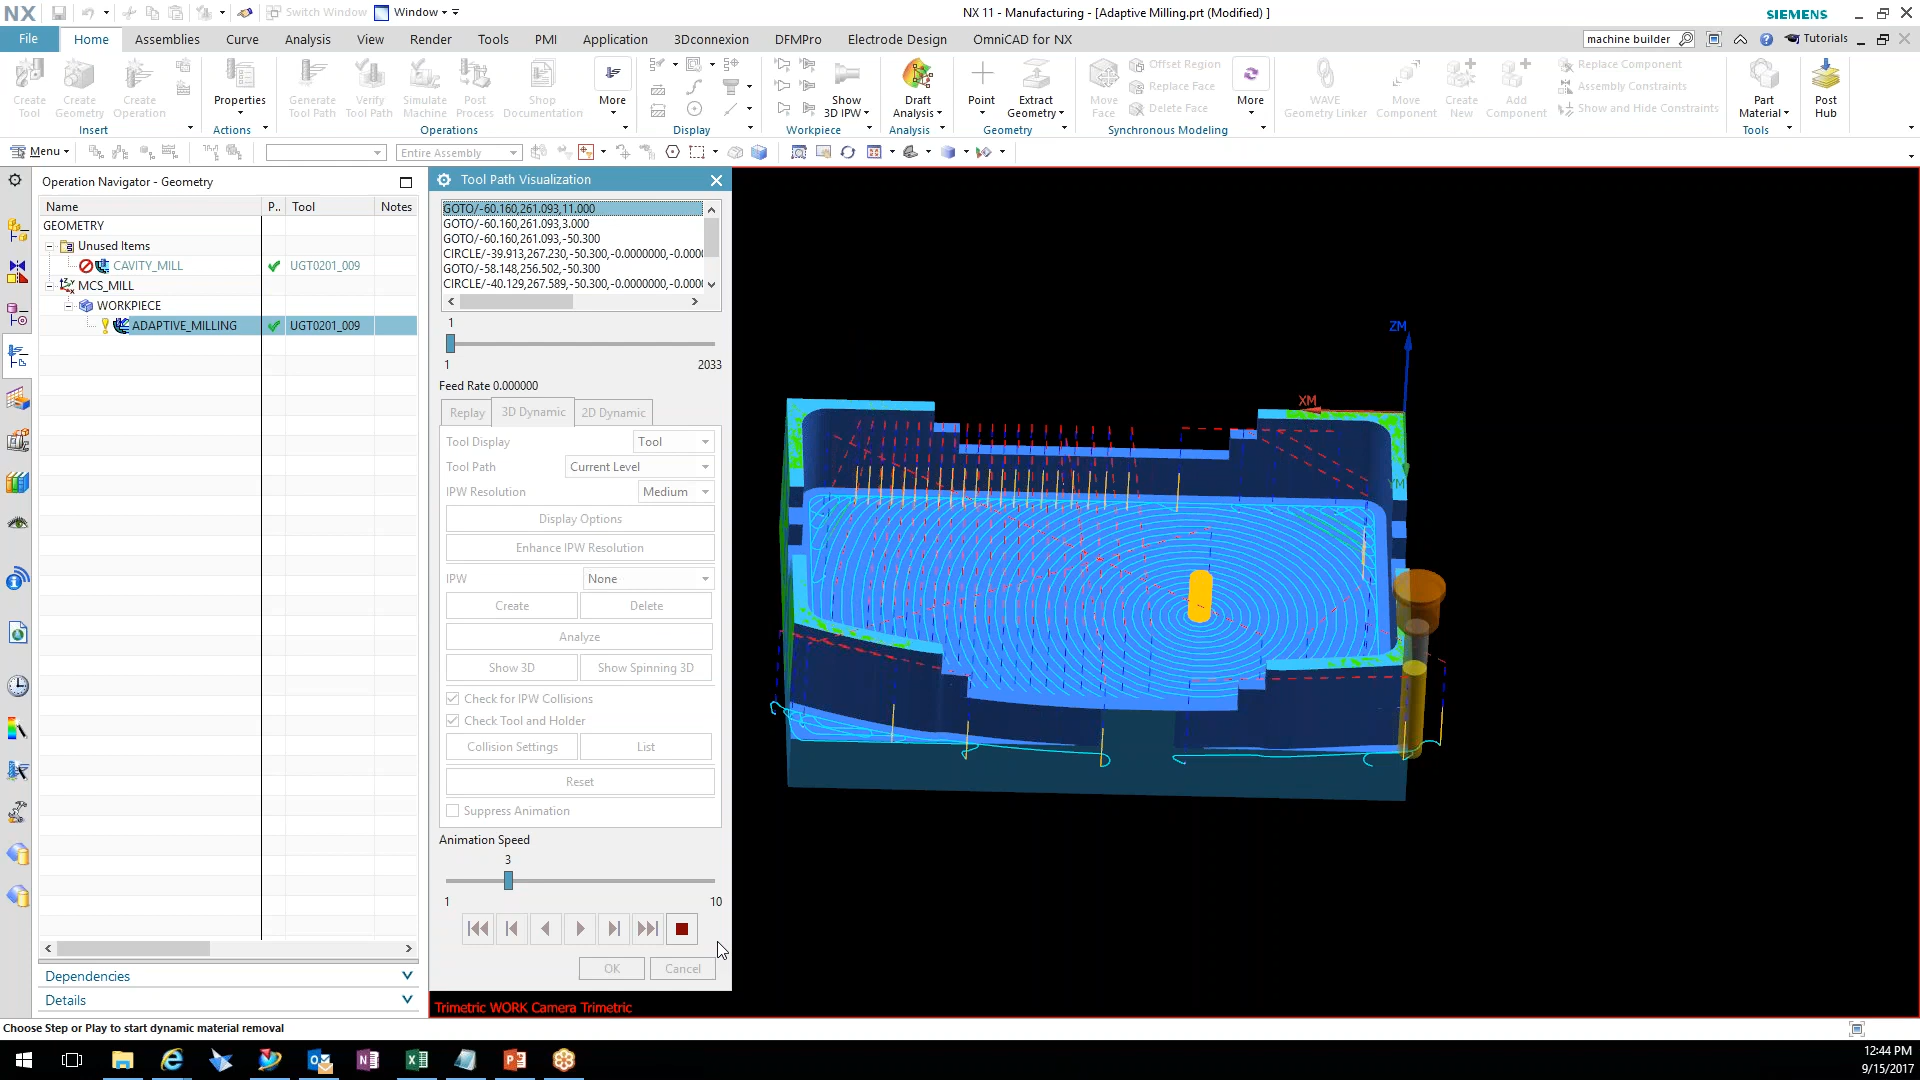 NX
Switch Window
Window
NX 11 - Manufacturing - [Adaptive Milling.prt (Modified) ]
SIEMENS
File
Home
Assemblies
Curve
Analysis
View
Render
Tools
PMI
Application
3Dconnexion
DFMPro
Electrode Design
OmniCAD for NX
machine builder
Tutorials
Create Tool
Create Geometry
Create Operation
Insert
Properties
Actions
Generate Tool Path
Verify Tool Path
Simulate Machine
Post Process
Shop Documentation
More
Operations
Display
Show 3D IPW
Workpiece
Draft Analysis
Analysis
Point
Extract Geometry
Geometry
Move Face
Offset Region
Replace Face
Delete Face
More
Synchronous Modeling
WAVE Geometry Linker
Move Component
Create New
Add Component
Replace Component
Assembly Constraints
Show and Hide Constraints
Part Material
Tools
Post Hub
Menu
Entire Assembly
Operation Navigator - Geometry
Name
P..
Tool
Notes
GEOMETRY
Unused Items
CAVITY_MILL
UGT0201_009
MCS_MILL
WORKPIECE
ADAPTIVE_MILLING
UGT0201_009
Dependencies
Details
Tool Path Visualization
GOTO/-60.160,261.093,11.000
GOTO/-60.160,261.093,3.000
GOTO/-60.160,261.093,-50.300
CIRCLE/-39.913,267.230,-50.300,-0.0000000,-0.000
GOTO/-58.148,256.502,-50.300
CIRCLE/-40.129,267.589,-50.300,-0.0000000,-0.000
1
1
2033
Feed Rate 0.000000
Replay
3D Dynamic
2D Dynamic
Tool Display
Tool
Tool Path
Current Level
IPW Resolution
Medium
Display Options
Enhance IPW Resolution
IPW
None
Create
Delete
Analyze
Show 3D
Show Spinning 3D
Check for IPW Collisions
Check Tool and Holder
Collision Settings
List
Reset
Suppress Animation
Animation Speed
3
1
10
OK
Cancel
ZM
XM
YM
Trimetric WORK Camera Trimetric
Choose Step or Play to start dynamic material removal
12:44 PM
9/15/2017